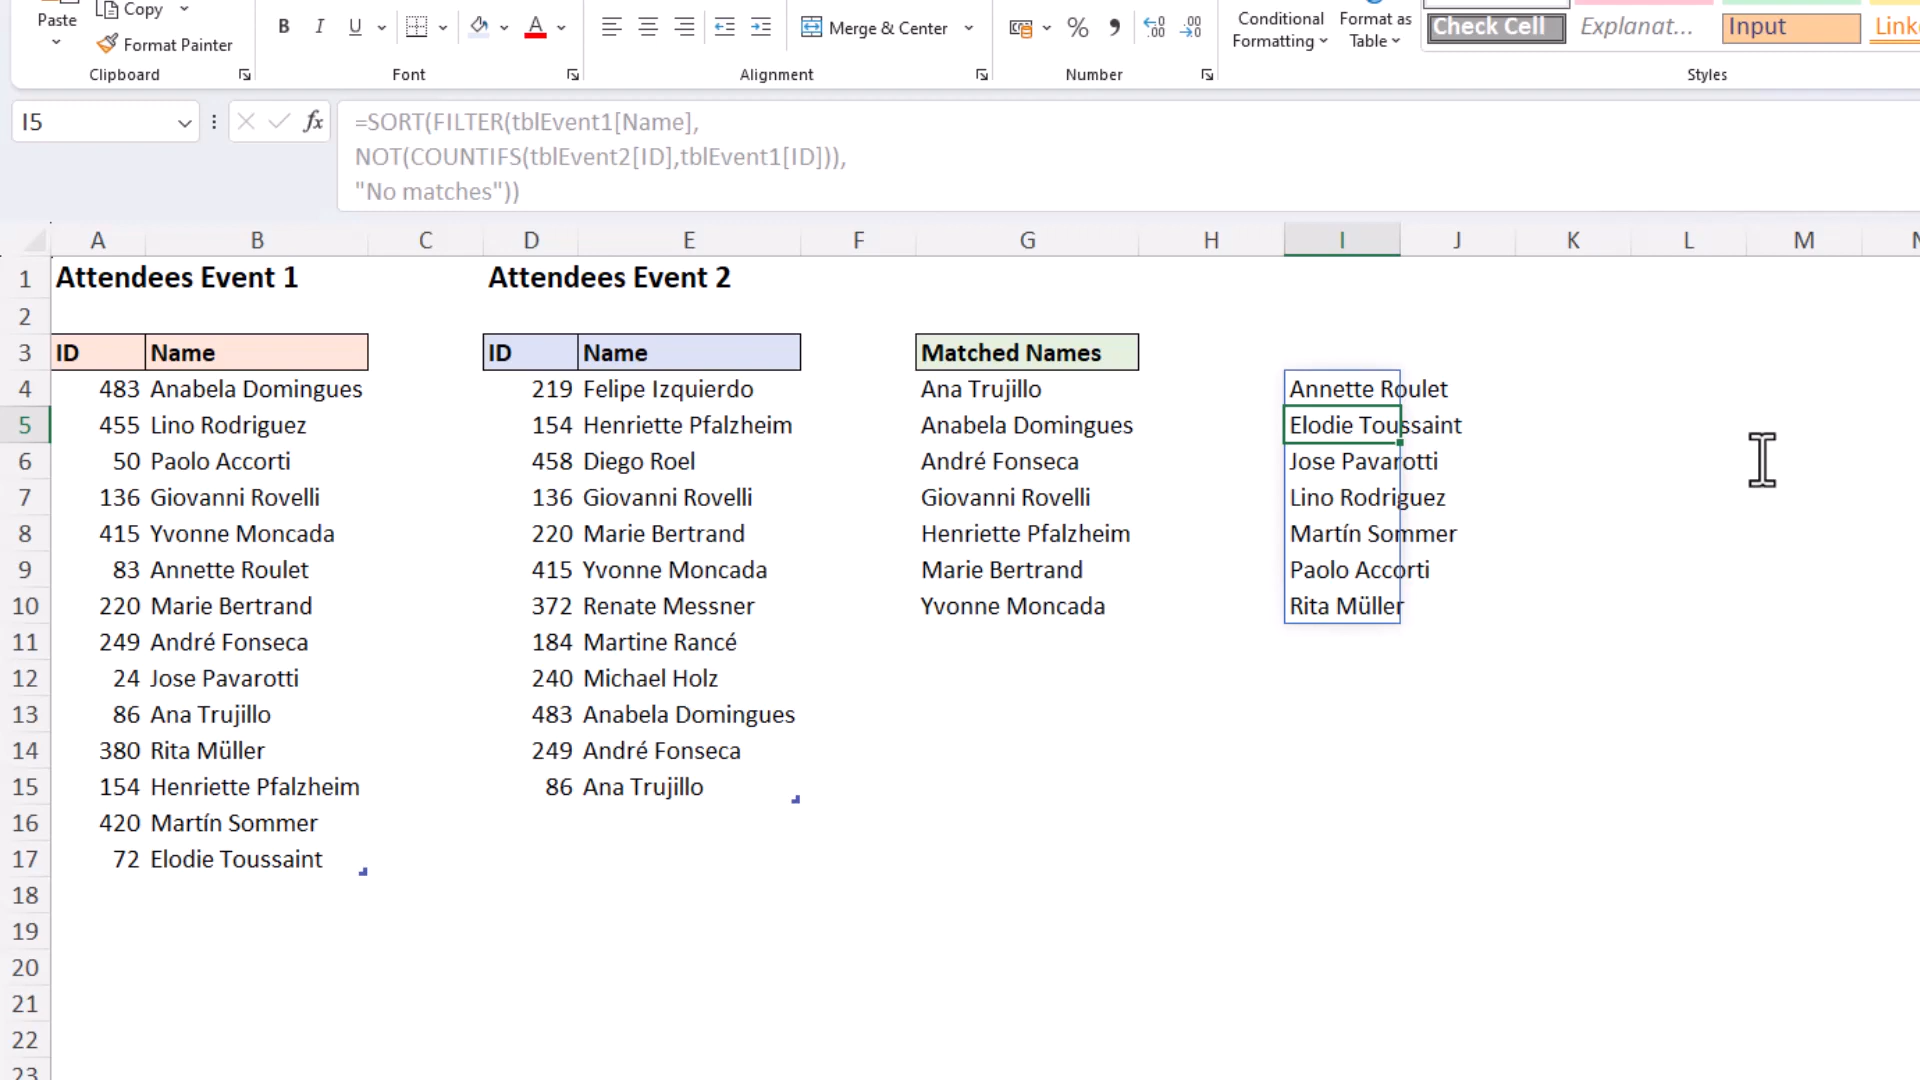 Paste
Copy
Format Painter
Clipboard
B I U
A
Font
Merge & Center
Alignment
%
Number
Conditional Formatting
Format as Table
Check Cell
Explanat...
Input
Styles
I5
fx
=SORT(FILTER(tblEvent1[Name],
NOT(COUNTIFS(tblEvent2[ID],tblEvent1[ID])),
"No matches"))
A B C D E F G H I J K L M
1 Attendees Event 1 Attendees Event 2
2
3 ID Name ID Name Matched Names
4 483 Anabela Domingues 219 Felipe Izquierdo Ana Trujillo Annette Roulet
5 455 Lino Rodriguez 154 Henriette Pfalzheim Anabela Domingues Elodie Toussaint
6 50 Paolo Accorti 458 Diego Roel André Fonseca Jose Pavarotti
7 136 Giovanni Rovelli 136 Giovanni Rovelli Giovanni Rovelli Lino Rodriguez
8 415 Yvonne Moncada 220 Marie Bertrand Henriette Pfalzheim Martín Sommer
9 83 Annette Roulet 415 Yvonne Moncada Marie Bertrand Paolo Accorti
10 220 Marie Bertrand 372 Renate Messner Yvonne Moncada Rita Müller
11 249 André Fonseca 184 Martine Rancé
12 24 Jose Pavarotti 240 Michael Holz
13 86 Ana Trujillo 483 Anabela Domingues
14 380 Rita Müller 249 André Fonseca
15 154 Henriette Pfalzheim 86 Ana Trujillo
16 420 Martín Sommer
17 72 Elodie Toussaint
18
19
20
21
22
23